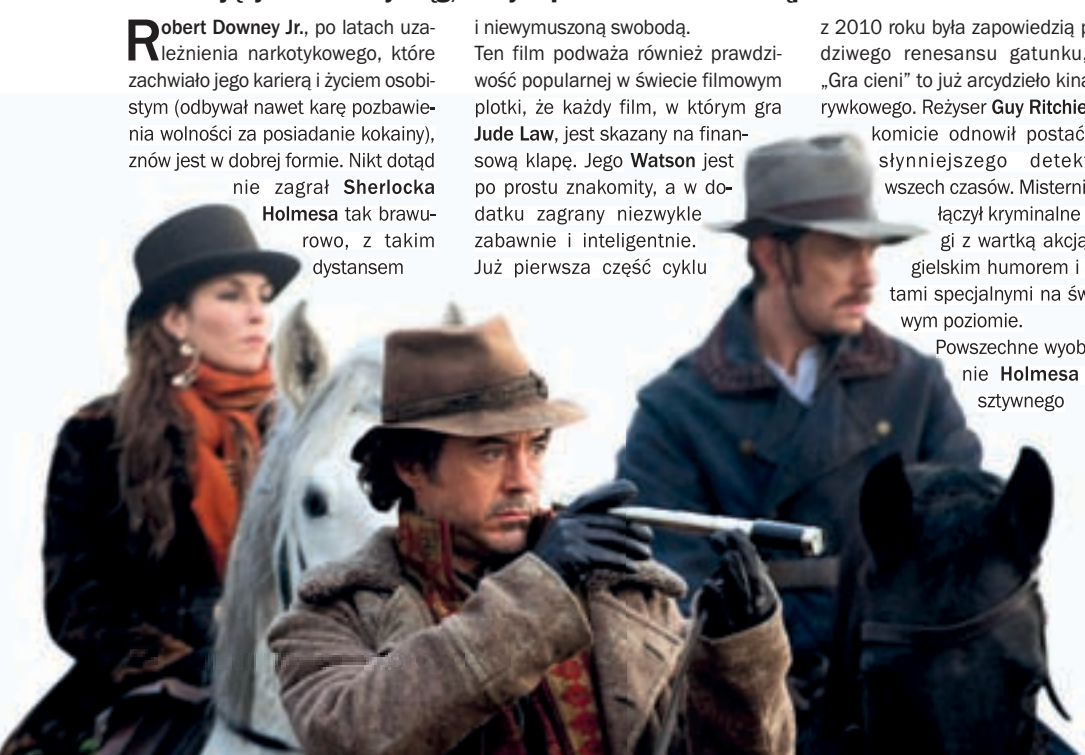 Robert Downey Jr., po latach uza-
leżnienia narkotykowego, które
zachwiało jego karierą i życiem osobi-
stym (odbywał nawet karę pozbawie-
nia wolności za posiadanie kokainy),
znów jest w dobrej formie. Nikt dotąd
nie zagrał Sherlocka
Holmesa tak brawu-
rowo, z takim
dystansem
i niewymuszoną swobodą.
Ten film podważa również prawdzi-
wość popularnej w świecie filmowym
plotki, że każdy film, w którym gra
Jude Law, jest skazany na finan-
sową klapę. Jego Watson jest
po prostu znakomity, a w do-
datku zagrany niezwykle
zabawnie i inteligentnie.
Już pierwsza część cyklu
z 2010 roku była zapowiedzią
dziwego renesansu gatunku,
„Gra cieni” to już arcydzieło
rywkowego. Reżyser Guy Ritchie
komicie odnowił postać
słynniejszego
wszech czasów.
łączył kryminalne
gi z wartką
gielskim humorem i
tami specjalnymi na
wym poziomie.
Powszechne
nie Holmesa
sztywnego